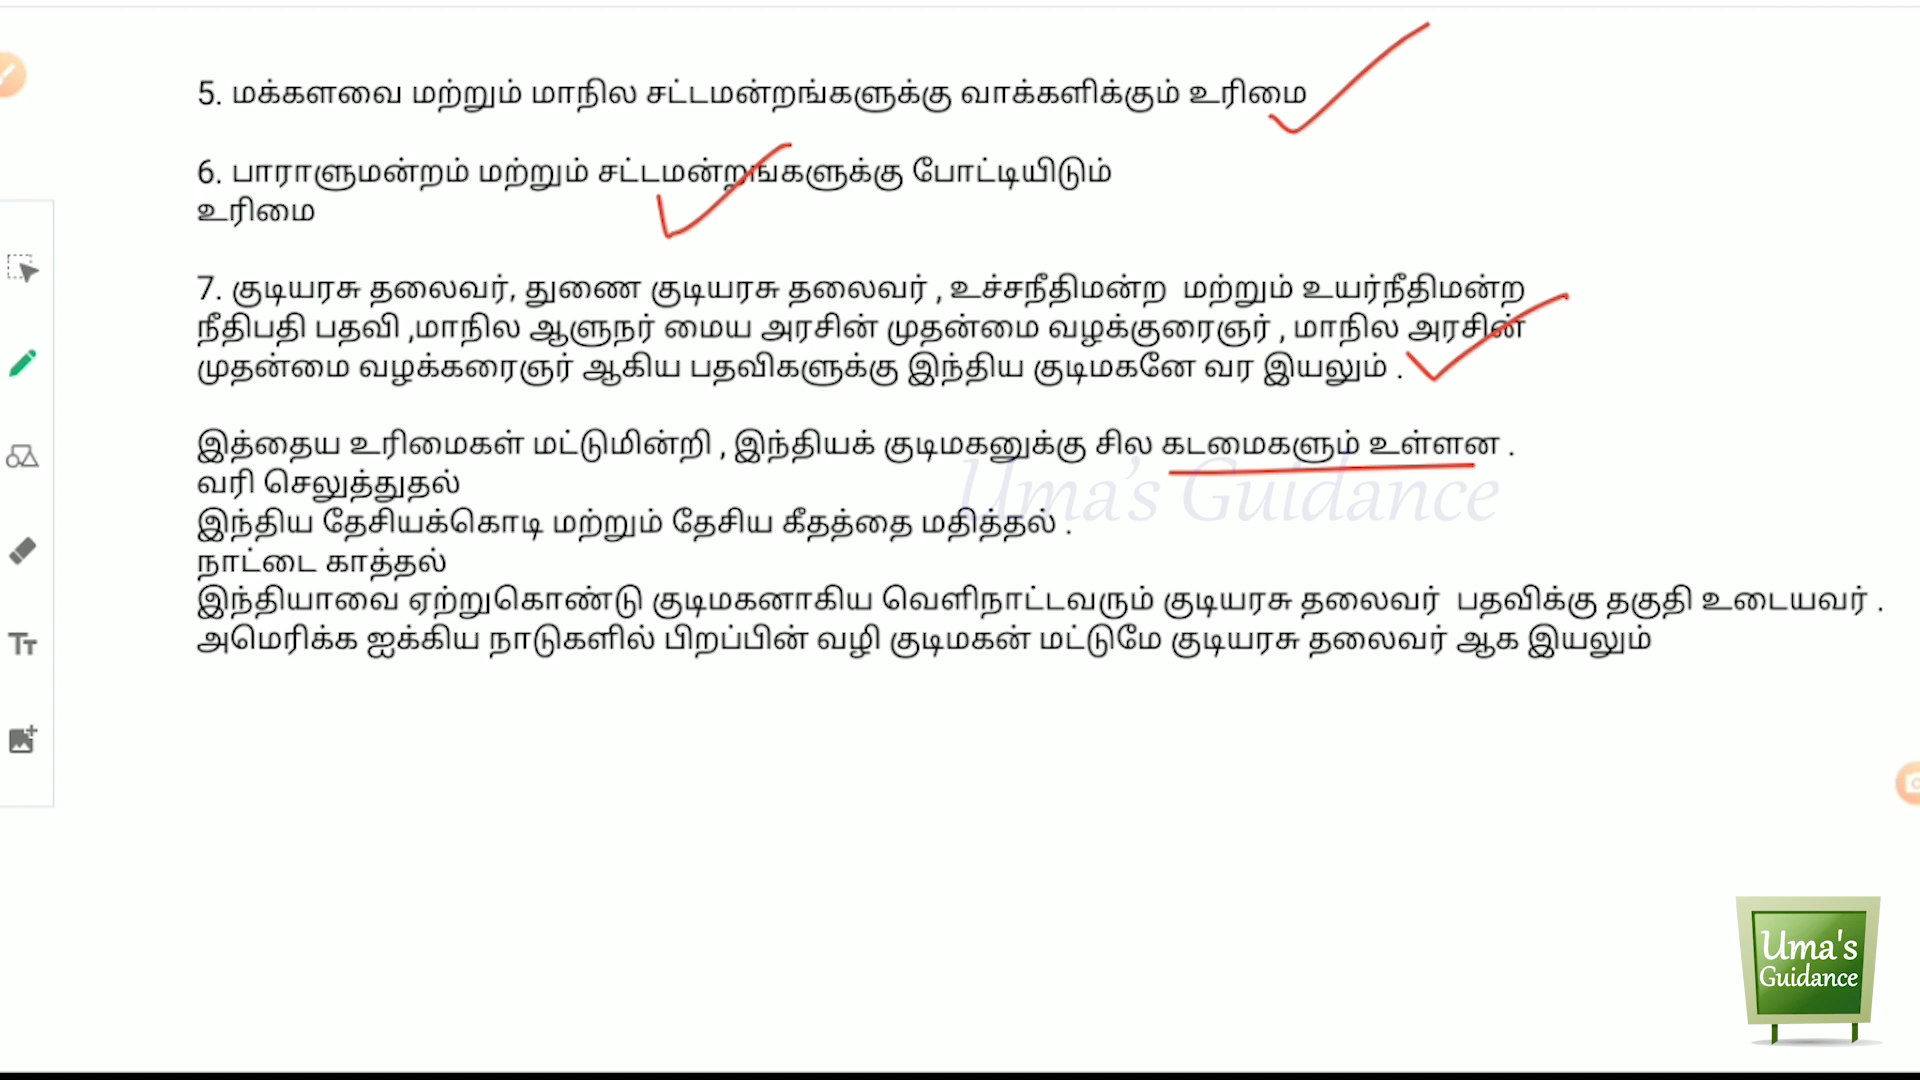 5. மக்களவை மற்றும் மாநில சட்டமன்றங்களுக்கு வாக்களிக்கும் உரிமை
6. பாராளுமன்றம் மற்றும் சட்டமன்றங்களுக்கு போட்டியிடும்
உரிமை
7. குடியரசு தலைவர், துணை குடியரசு தலைவர் , உச்சநீதிமன்ற மற்றும் உயர்நீதிமன்ற
நீதிபதி பதவி ,மாநில ஆளுநர் மைய அரசின் முதன்மை வழக்குரைஞர் , மாநில அரசின்
முதன்மை வழக்கரைஞர் ஆகிய பதவிகளுக்கு இந்திய குடிமகனே வர இயலும் .
இத்தைய உரிமைகள் மட்டுமின்றி , இந்தியக் குடிமகனுக்கு சில கடமைகளும் உள்ளன .
வரி செலுத்துதல்
Uma's Guidance
இந்திய தேசியக்கொடி மற்றும் தேசிய கீதத்தை மதித்தல் .
நாட்டை காத்தல்
இந்தியாவை ஏற்றுகொண்டு குடிமகனாகிய வெளிநாட்டவரும் குடியரசு தலைவர் பதவிக்கு தகுதி உடையவர் .
அமெரிக்க ஐக்கிய நாடுகளில் பிறப்பின் வழி குடிமகன் மட்டுமே குடியரசு தலைவர் ஆக இயலும்
Tт
Uma's
Guidance